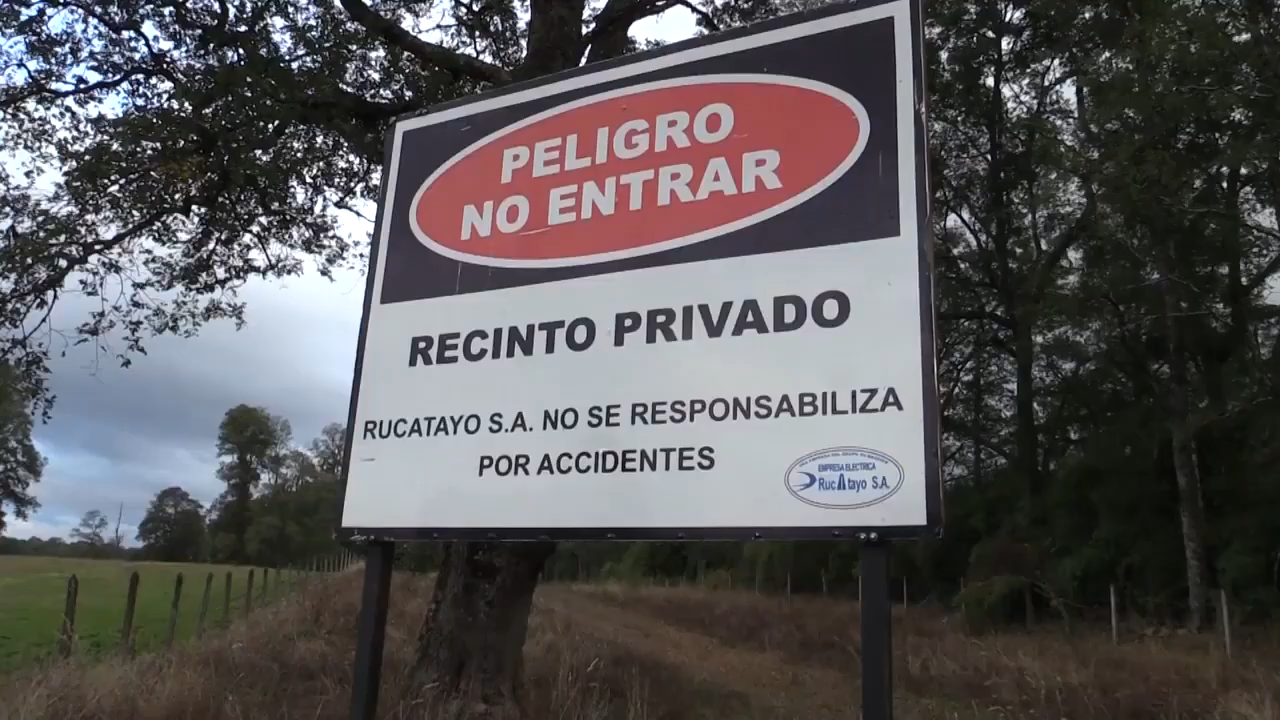 PELIGRO
NO ENTRAR
RECINTO PRIVADO
RUCATAYO S.A. NO SE RESPONSABILIZA
POR ACCIDENTES
EMPRESA ELECTRICA
RucAtayo S.A.